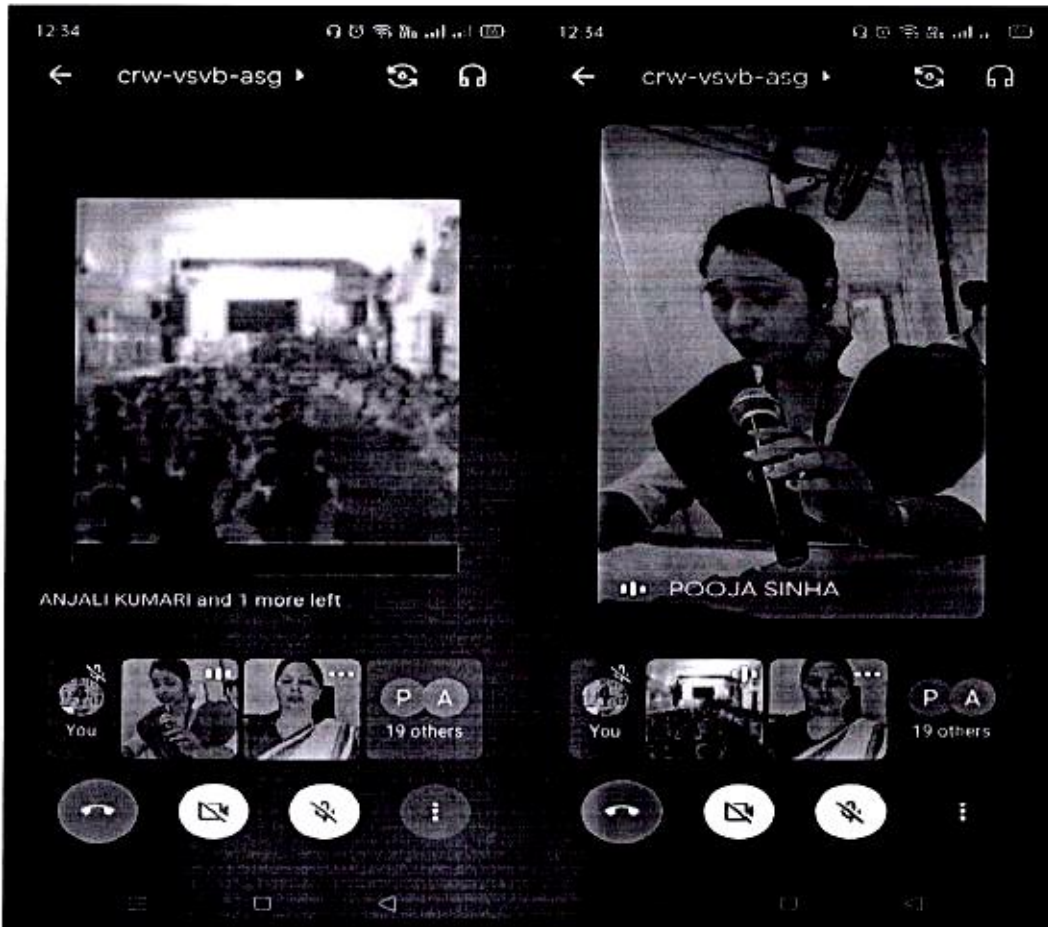 12:34
crw-vsvb-asg
ANJALI KUMARI and 1 more left
You
P A
19 others
12:34
crw-vsvb-asg
POOJA SINHA
You
P A
19 others